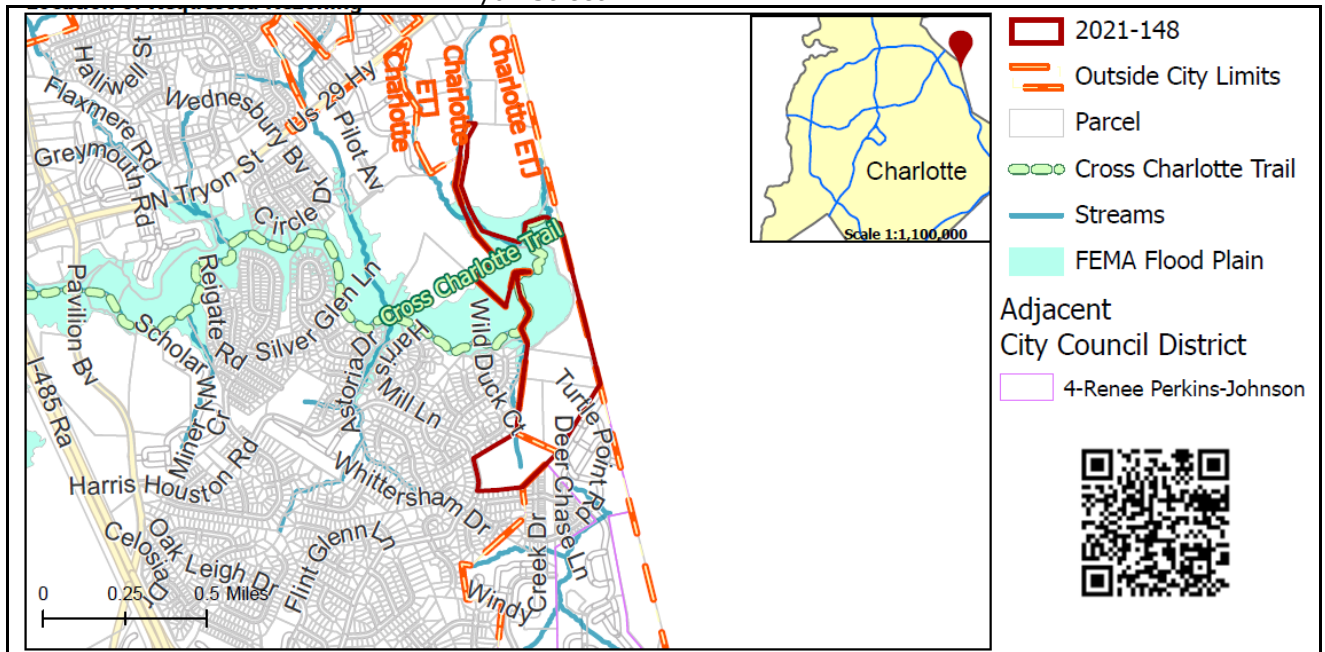 Halliwell St
Flaxmere Rd
Wednesbury Bv
Us 29 Hy
Pilot Av
Greymouth Rd
N Tryon St
Circle Dr
Charlotte
ETJ
Charlotte
Charlotte ETJ
Cross Charlotte Trail
Pavilion Bv
Reigate Rd
Scholar Wy
Silver Glen Ln
Astoria Dr
Harris
Mill Ln
Wild Duck Ct
Turtle Point Rd
Deer Chase Ln
I-485 Ra
Miner Cr
Harris Houston Rd
Whittersham Dr
Celosia Dr
Oak Leigh Dr
Flint Glenn Ln
Windy
Creek Dr
0 0.25 0.5 Miles
Charlotte
Scale 1:1,100,000
2021-148
Outside City Limits
Parcel
Cross Charlotte Trail
Streams
FEMA Flood Plain
Adjacent
City Council District
4-Renee Perkins-Johnson